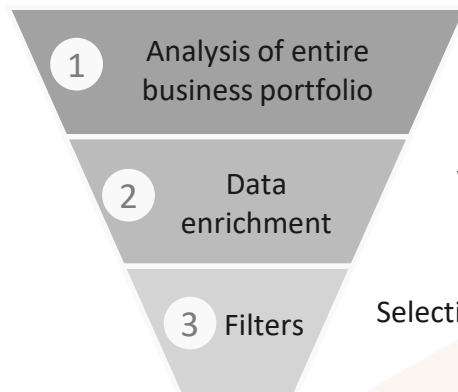 1
Analysis of entire
business portfolio
2
Data
enrichment
3
Filters